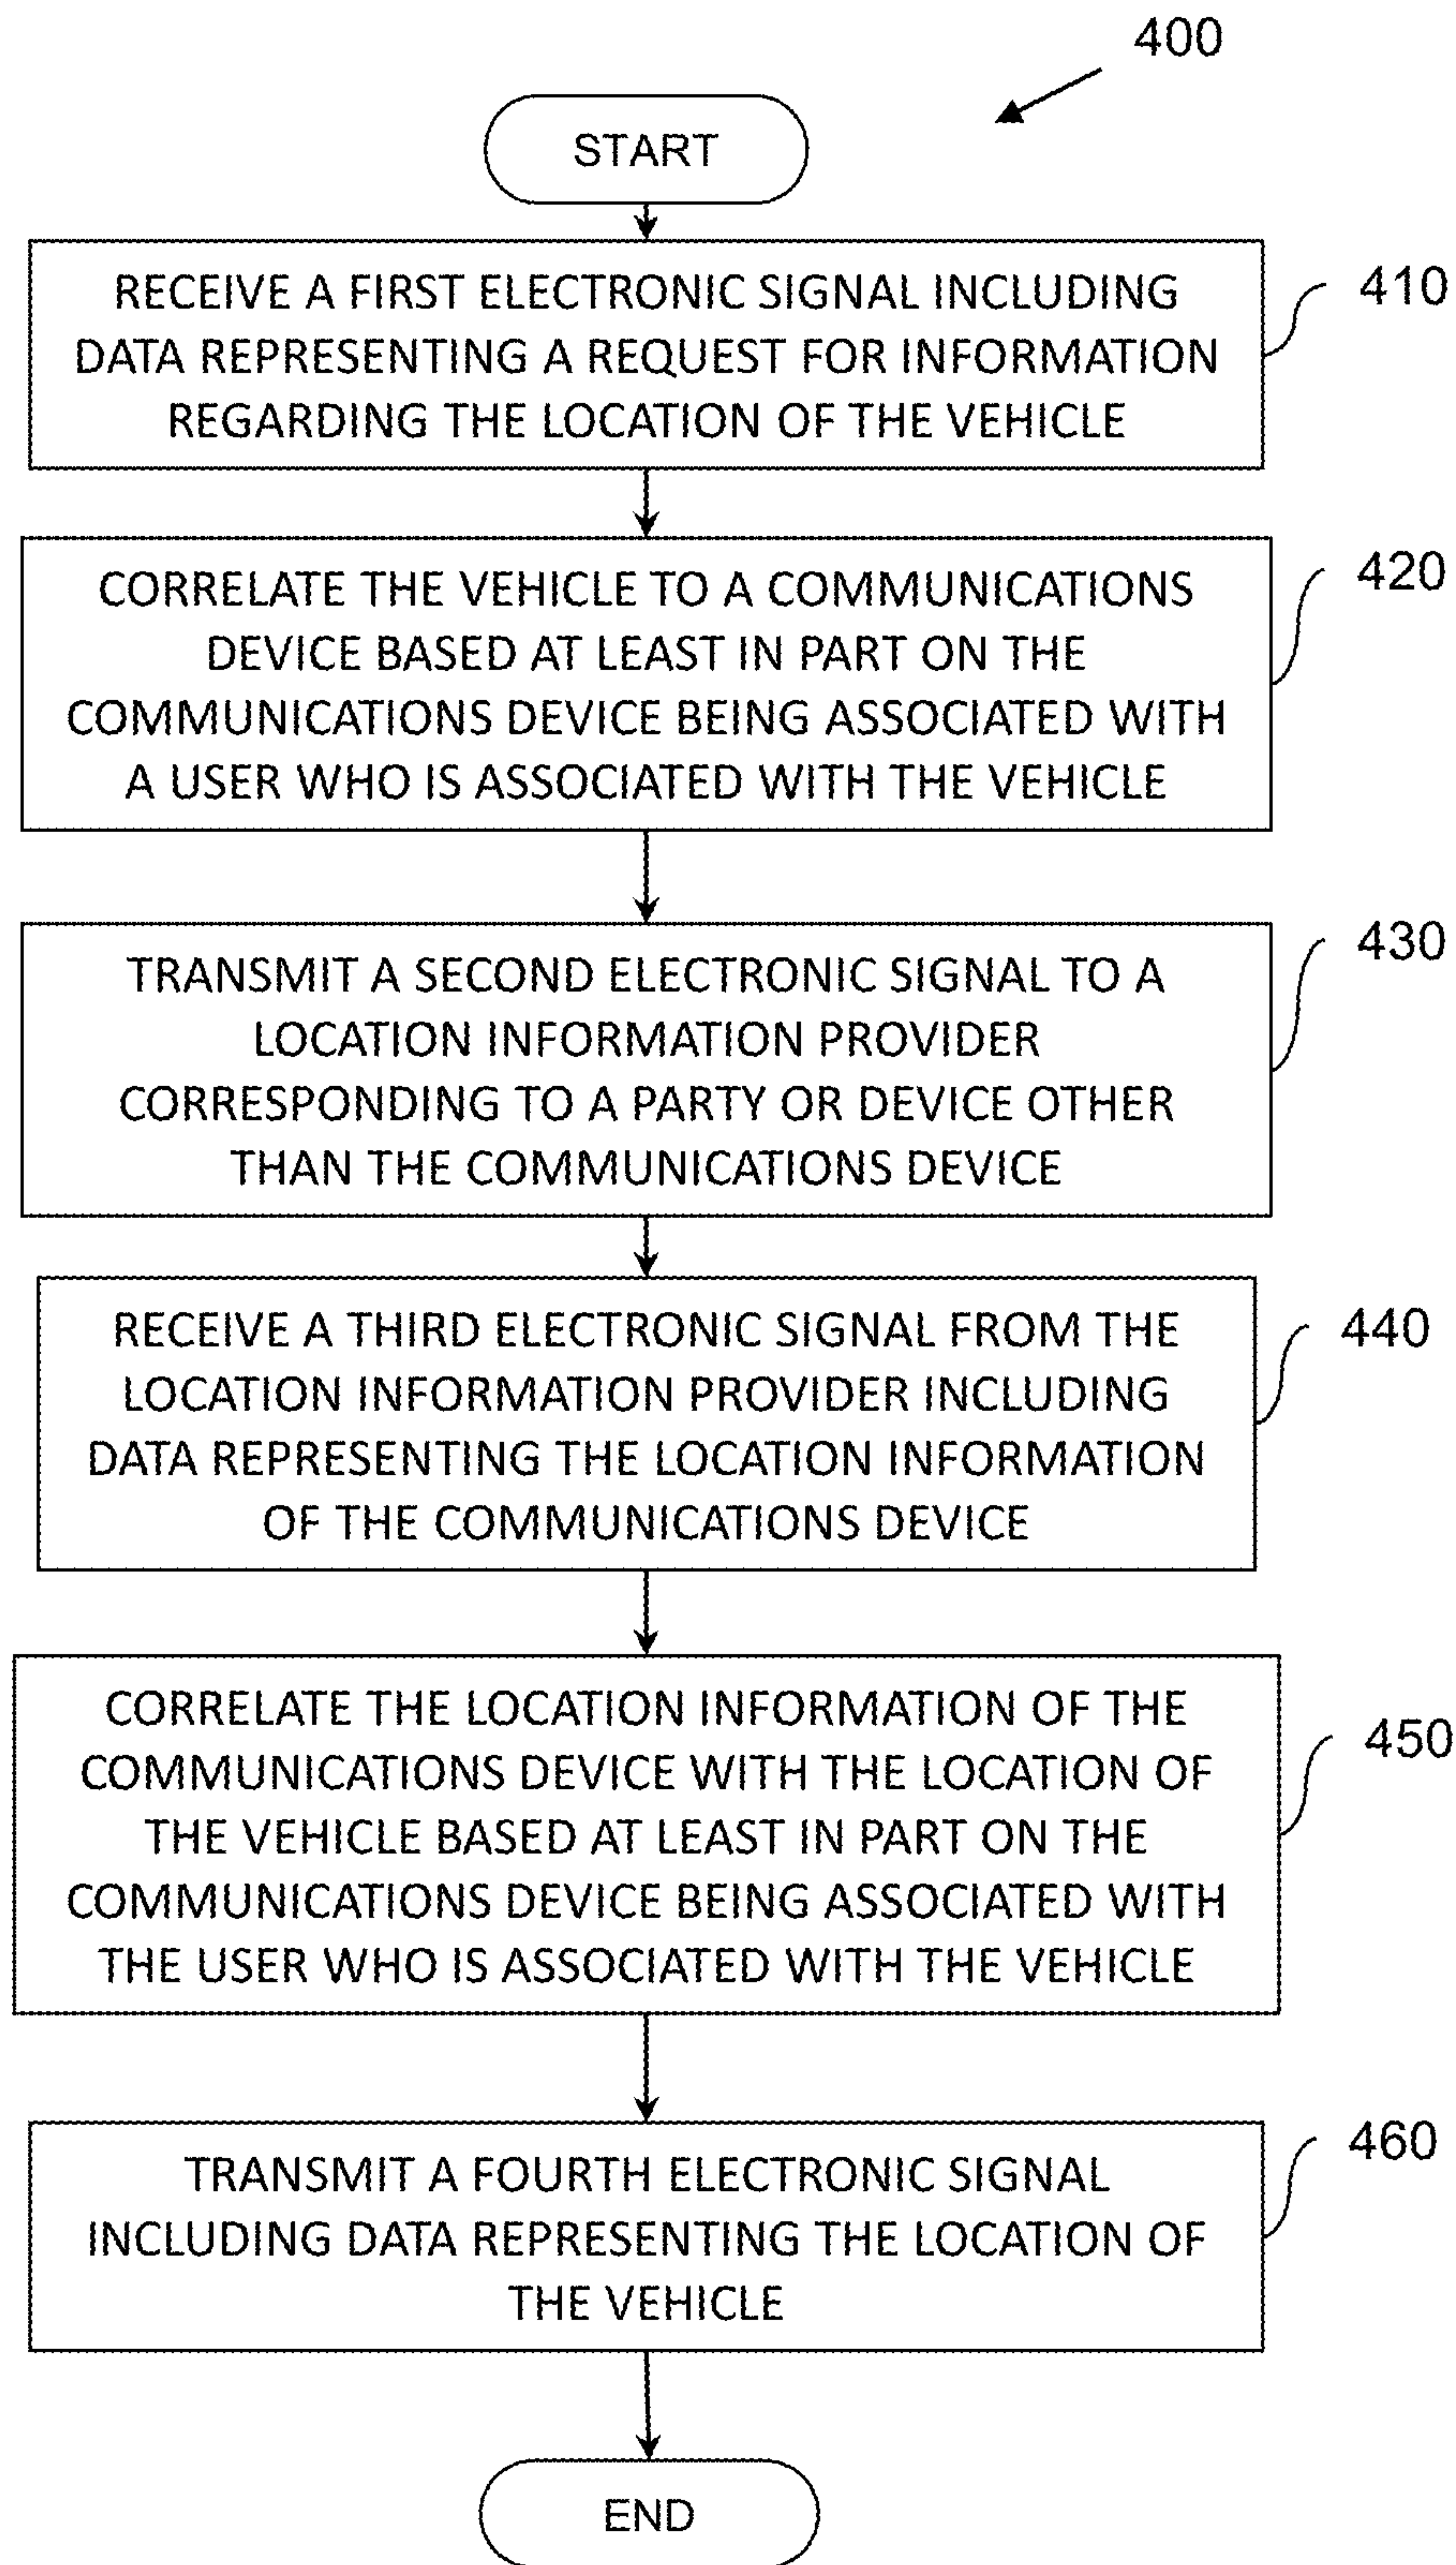 400
START
RECEIVE A FIRST ELECTRONIC SIGNAL INCLUDING
DATA REPRESENTING A REQUEST FOR INFORMATION
REGARDING THE LOCATION OF THE VEHICLE
410
CORRELATE THE VEHICLE TO A COMMUNICATIONS
DEVICE BASED AT LEAST IN PART ON THE
COMMUNICATIONS DEVICE BEING ASSOCIATED WITH
A USER WHO IS ASSOCIATED WITH THE VEHICLE
420
TRANSMIT A SECOND ELECTRONIC SIGNAL TO A
LOCATION INFORMATION PROVIDER
CORRESPONDING TO A PARTY OR DEVICE OTHER
THAN THE COMMUNICATIONS DEVICE
430
RECEIVE A THIRD ELECTRONIC SIGNAL FROM THE
LOCATION INFORMATION PROVIDER INCLUDING
DATA REPRESENTING THE LOCATION INFORMATION
OF THE COMMUNICATIONS DEVICE
440
CORRELATE THE LOCATION INFORMATION OF THE
COMMUNICATIONS DEVICE WITH THE LOCATION OF
THE VEHICLE BASED AT LEAST IN PART ON THE
COMMUNICATIONS DEVICE BEING ASSOCIATED WITH
THE USER WHO IS ASSOCIATED WITH THE VEHICLE
450
TRANSMIT A FOURTH ELECTRONIC SIGNAL
INCLUDING DATA REPRESENTING THE LOCATION OF
THE VEHICLE
460
END